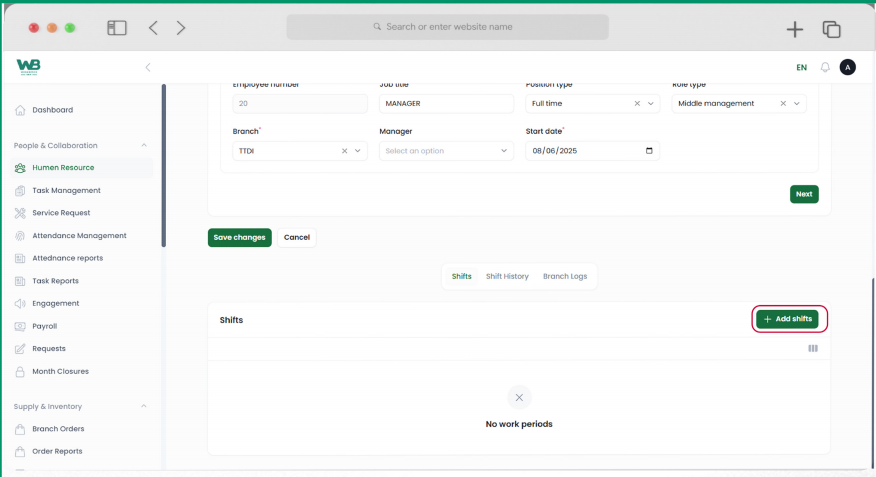 Search or enter website name
WB
EN
A
Dashboard
People & Collaboration
Humen Resource
Task Management
Service Request
Attendance Management
Attednance reports
Task Reports
Engagement
Payroll
Requests
Month Closures
Supply & Inventory
Branch Orders
Order Reports
Employee number Job title Position type Role type
20 MANAGER Full time Middle management
Branch* Manager Start date*
TTDI Select an option 08/06/2025
Next
Save changes Cancel
Shifts Shift History Branch Logs
Shifts
+ Add shifts
No work periods